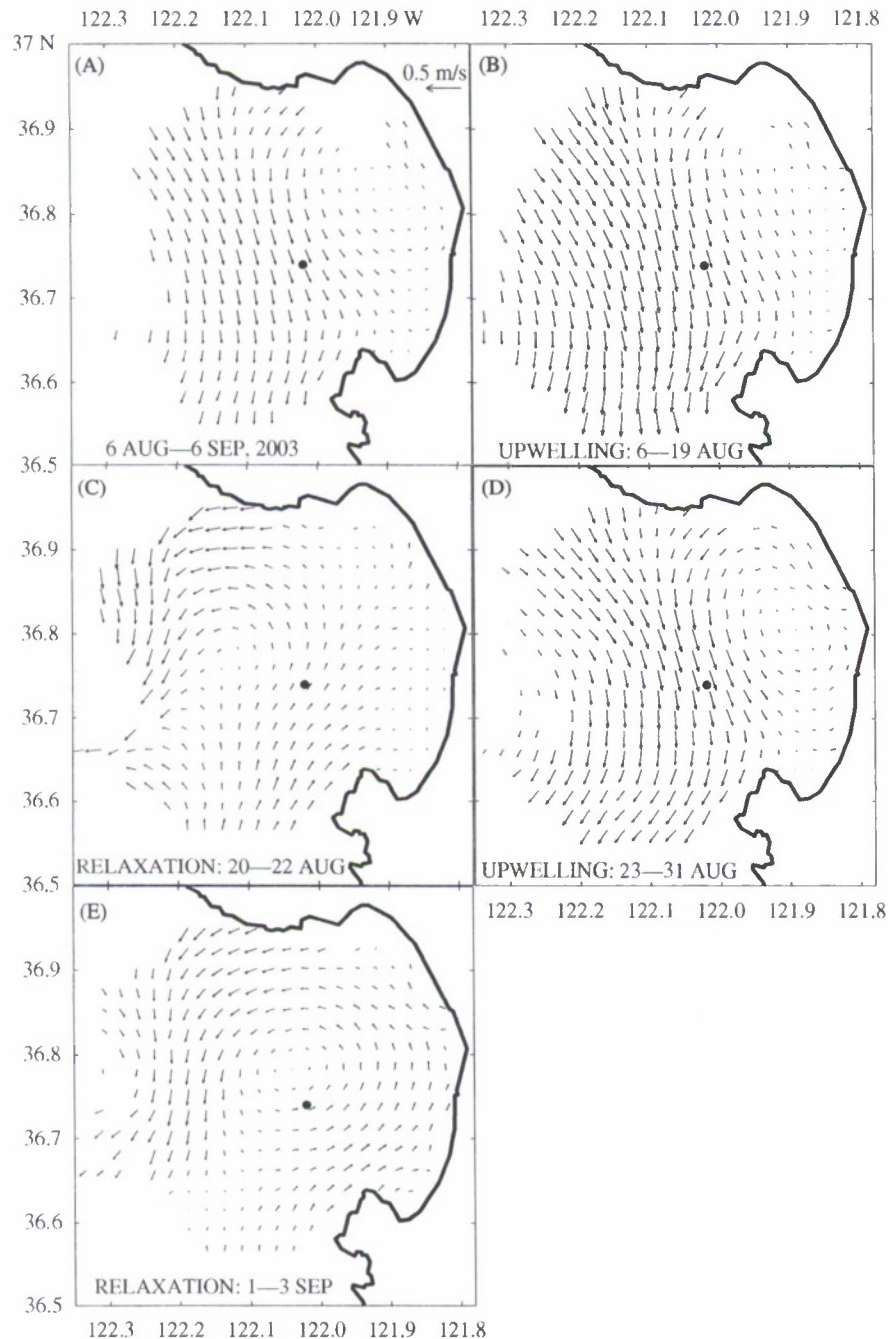 122.3 122.2 122.1 122.0 121.9 W
122.3 122.2 122.1 122.0 121.9 121.8
37 N
(A)
0.5 m/s
(B)
36.9
36.8
36.7
36.6
36.5
6 AUG—6 SEP, 2003
UPWELLING: 6—19 AUG
(C)
(D)
36.9
36.8
36.7
36.6
36.5
RELAXATION: 20—22 AUG
UPWELLING: 23—31 AUG
122.3 122.2 122.1 122.0 121.9 121.8
(E)
36.9
36.8
36.7
36.6
36.5
RELAXATION: 1—3 SEP
122.3 122.2 122.1 122.0 121.9 121.8